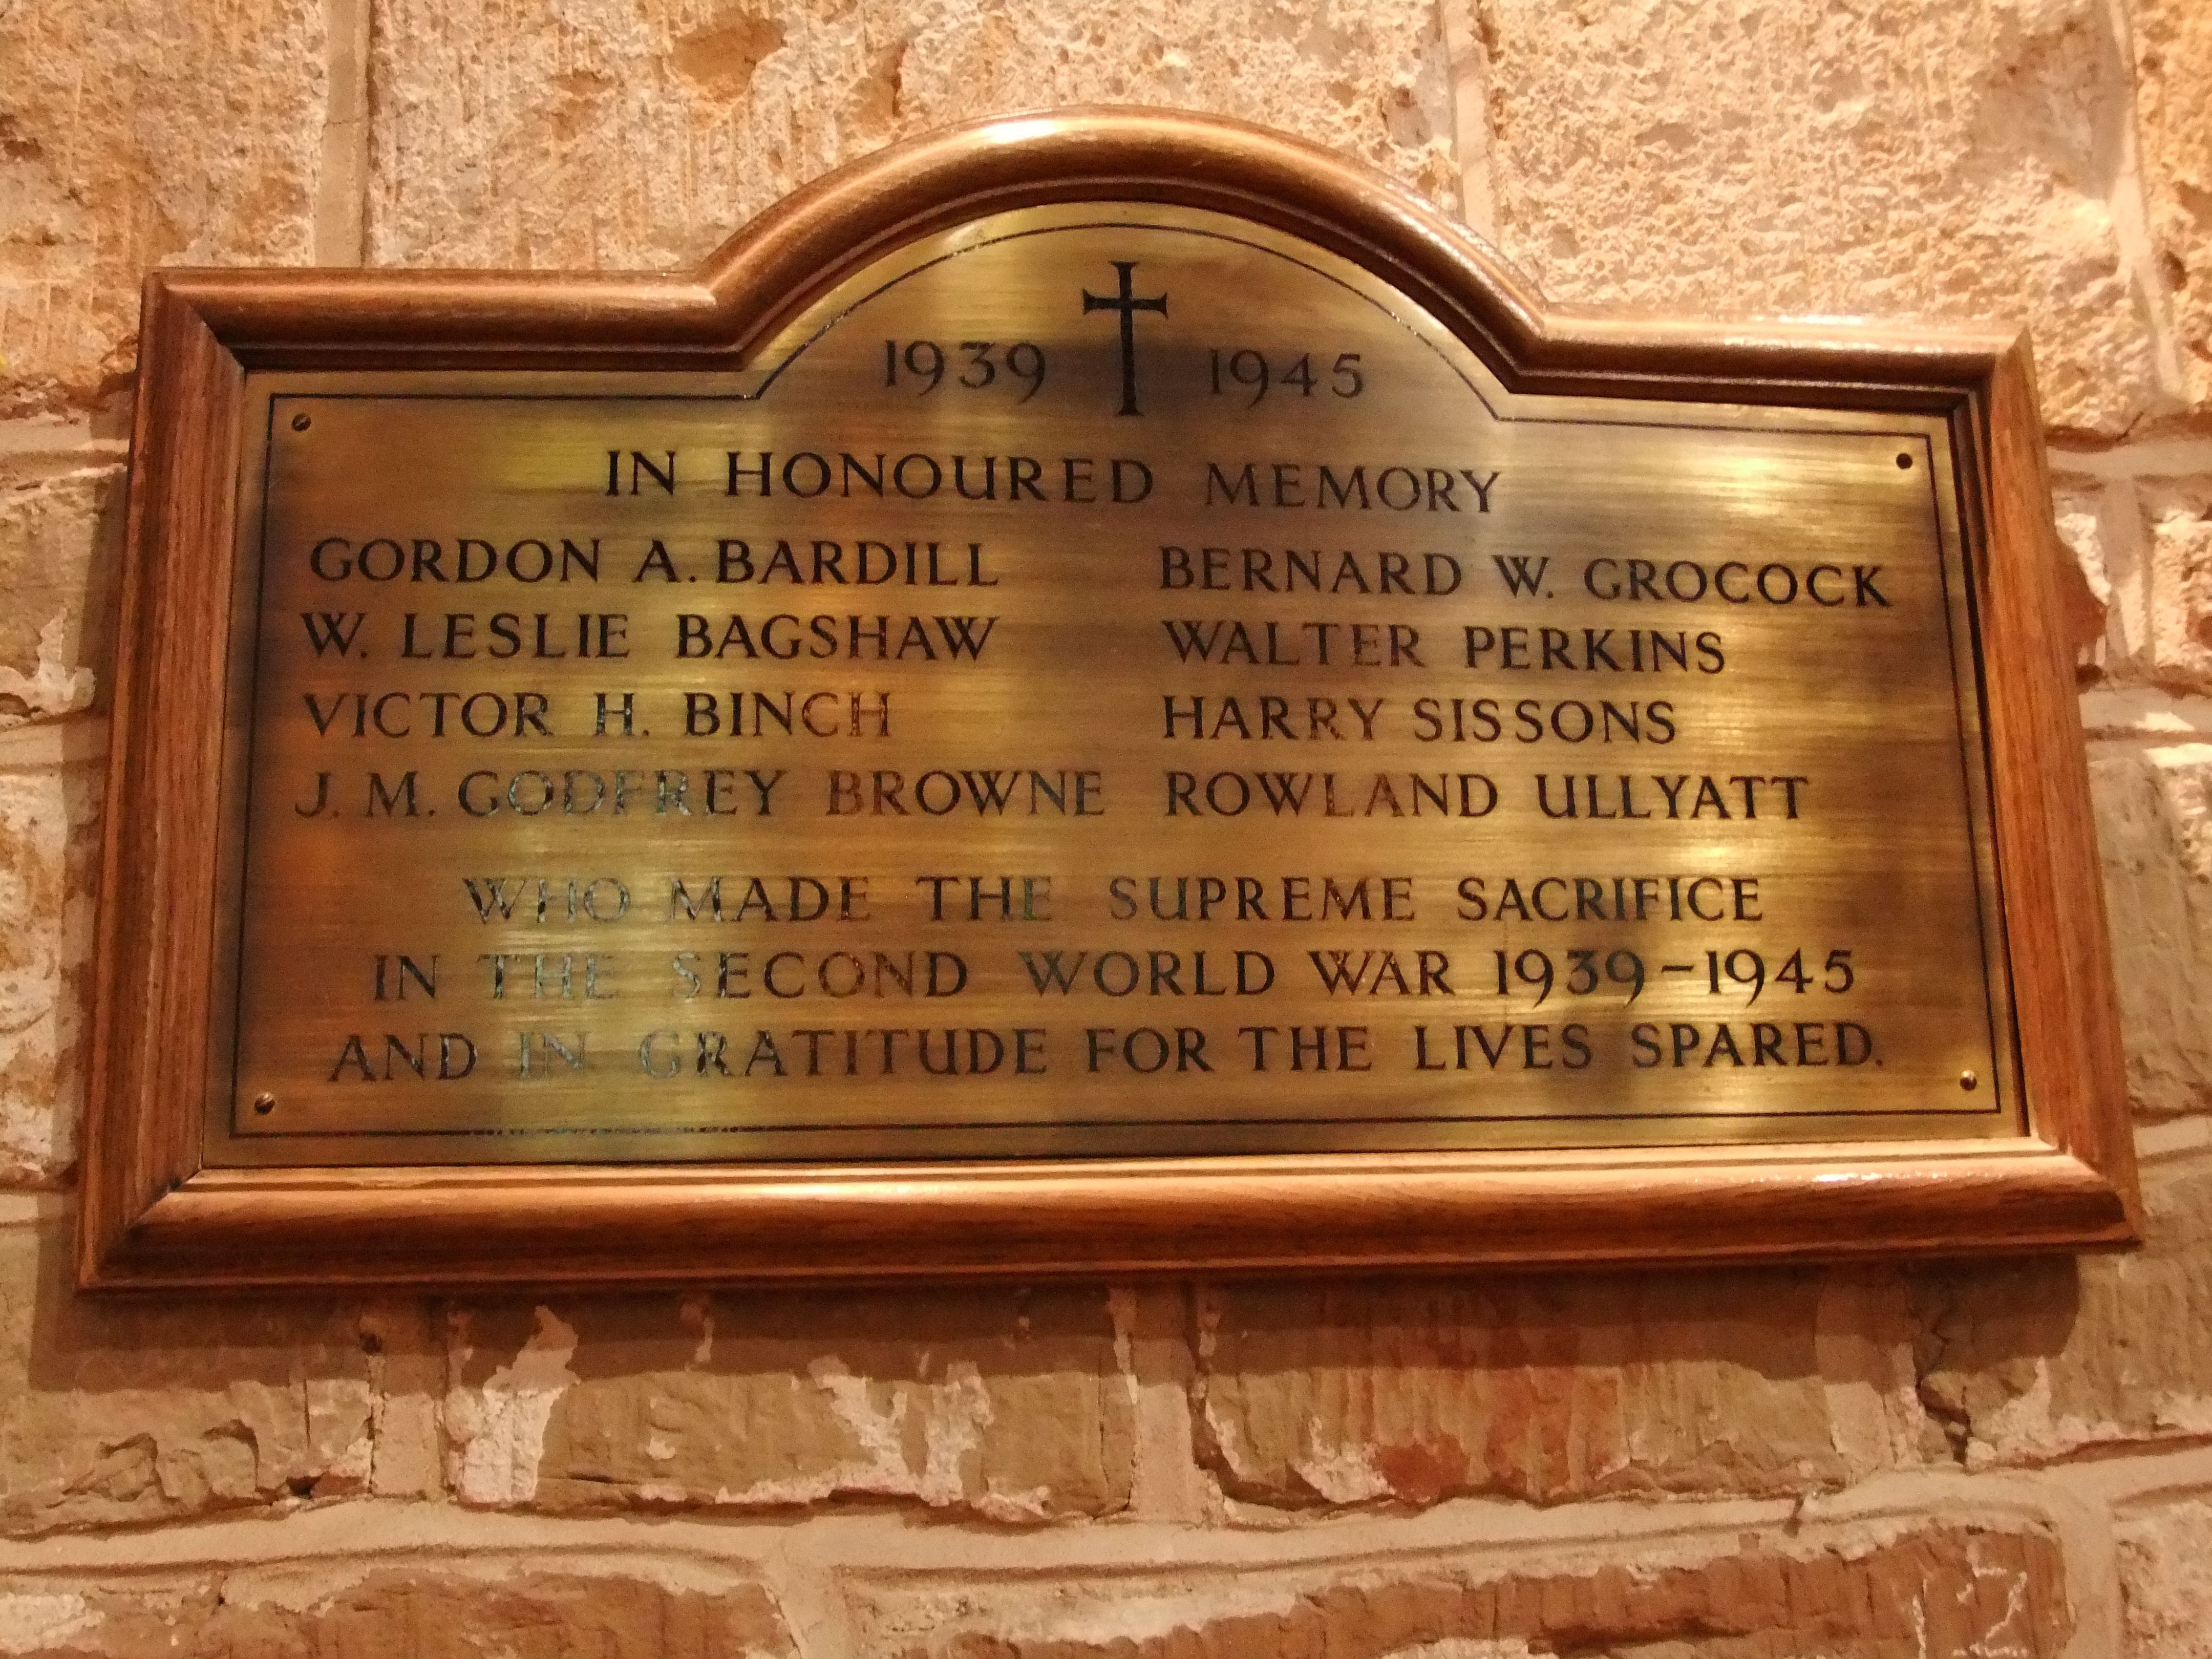 1939 1945
IN HONOURED MEMORY
GORDON A. BARDILL BERNARD W. GROCOCK
W. LESLIE BAGSHAW WALTER PERKINS
VICTOR H. BINCH HARRY SISSONS
J. M. GODFREY BROWNE ROWLAND ULLYATT
WHO MADE THE SUPREME SACRIFICE
IN THE SECOND WORLD WAR 1939-1945
AND IN GRATITUDE FOR THE LIVES SPARED.